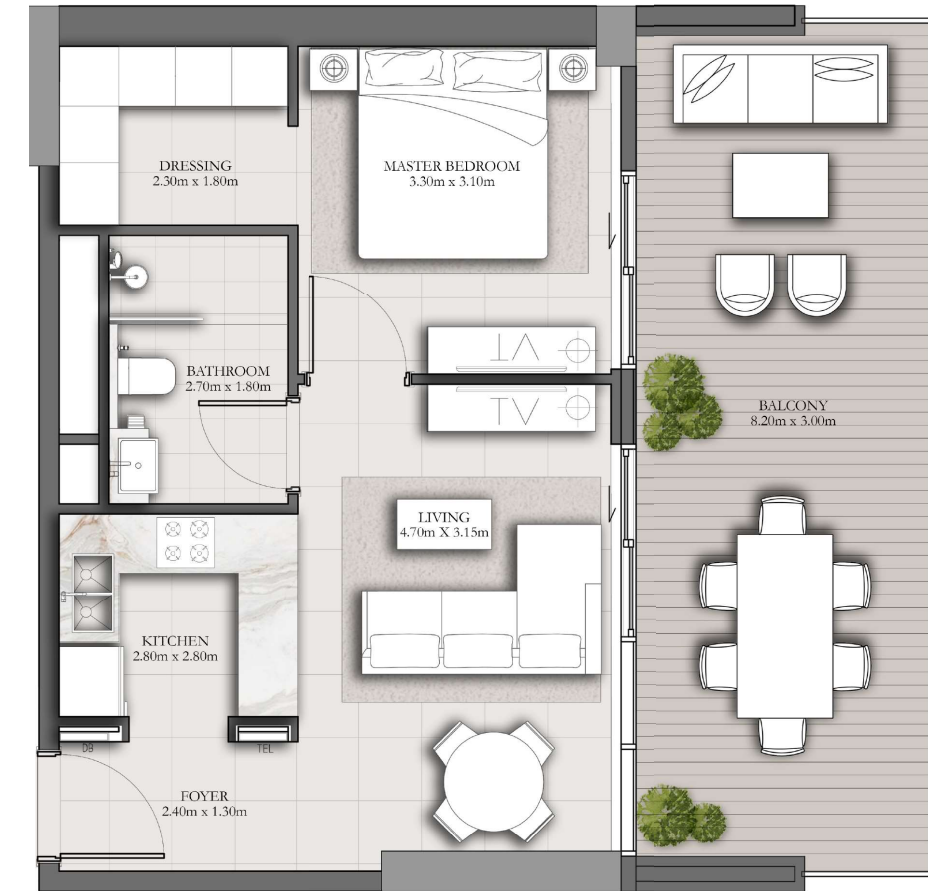 DRESSING
2.30m x 1.80m
MASTER BEDROOM
3.30m x 3.10m
TV
BATHROOM
2.70m x 1.80m
TV
BALCONY
8.20m x 3.00m
LIVING
4.70m X 3.15m
KITCHEN
2.80m x 2.80m
DB
TEL
FOYER
2.40m x 1.30m